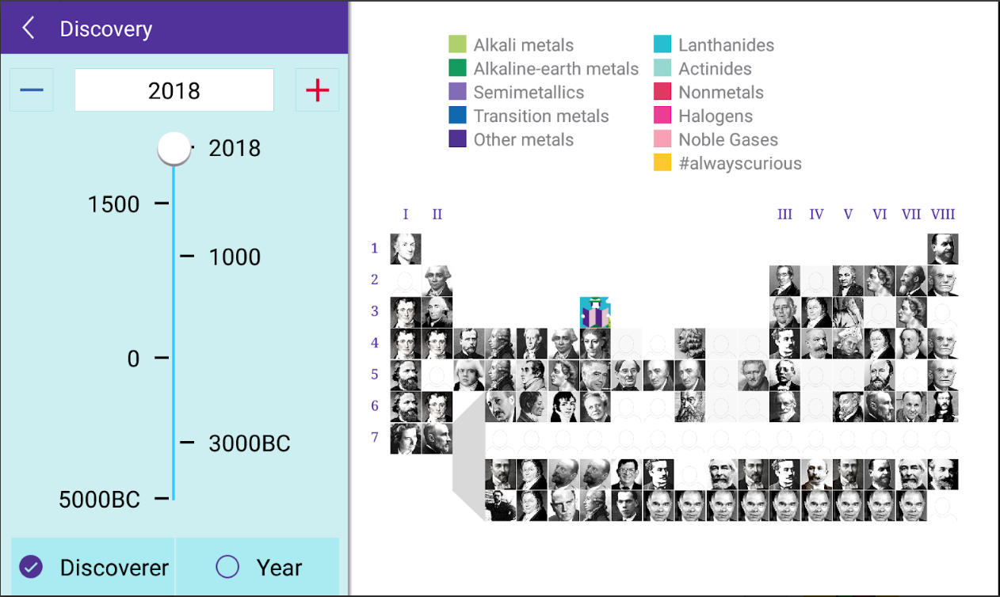 Discovery
2018
2018
1500
1000
0
3000BC
5000BC
Discoverer
Year
Alkali metals
Alkaline-earth metals
Semimetallics
Transition metals
Other metals
Lanthanides
Actinides
Nonmetals
Halogens
Noble Gases
#alwayscurious
I II III IV V VI VII VIII
1
2
3
4
5
6
7